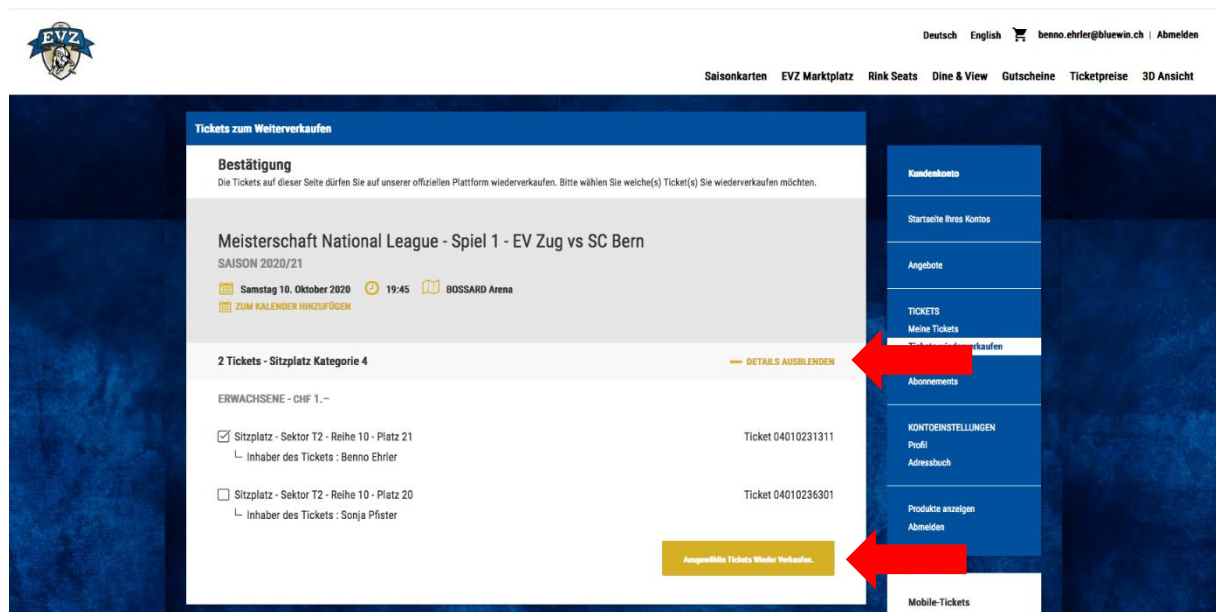 EVZ
Deutsch English benno.ehrler@bluewin.ch | Abmelden
Saisonkarten EVZ Marktplatz Rink Seats Dine & View Gutscheine Ticketpreise 3D Ansicht
Tickets zum Weiterverkaufen
Bestätigung
Die Tickets auf dieser Seite dürfen Sie auf unserer offiziellen Plattform wiederverkaufen. Bitte wählen Sie welche(s) Ticket(s) Sie wiederverkaufen möchten.
Meisterschaft National League - Spiel 1 - EV Zug vs SC Bern
SAISON 2020/21
Samstag 10. Oktober 2020 19:45 BOSSARD Arena
ZUM KALENDER HINZUFÜGEN
2 Tickets - Sitzplatz Kategorie 4
DETAILS AUSBLENDEN
ERWACHSENE - CHF 1.–
Sitzplatz - Sektor T2 - Reihe 10 - Platz 21 Ticket 04010231311
Inhaber des Tickets : Benno Ehrler
Sitzplatz - Sektor T2 - Reihe 10 - Platz 20 Ticket 04010236301
Inhaber des Tickets : Sonja Pfister
Ausgewählte Tickets Wieder Verkaufen.
Kundenkonto
Startseite Ihres Kontos
Angebote
TICKETS
Meine Tickets
Tickets wiederverkaufen
Abonnements
KONTOEINSTELLUNGEN
Profil
Adressbuch
Produkte anzeigen
Abmelden
Mobile-Tickets